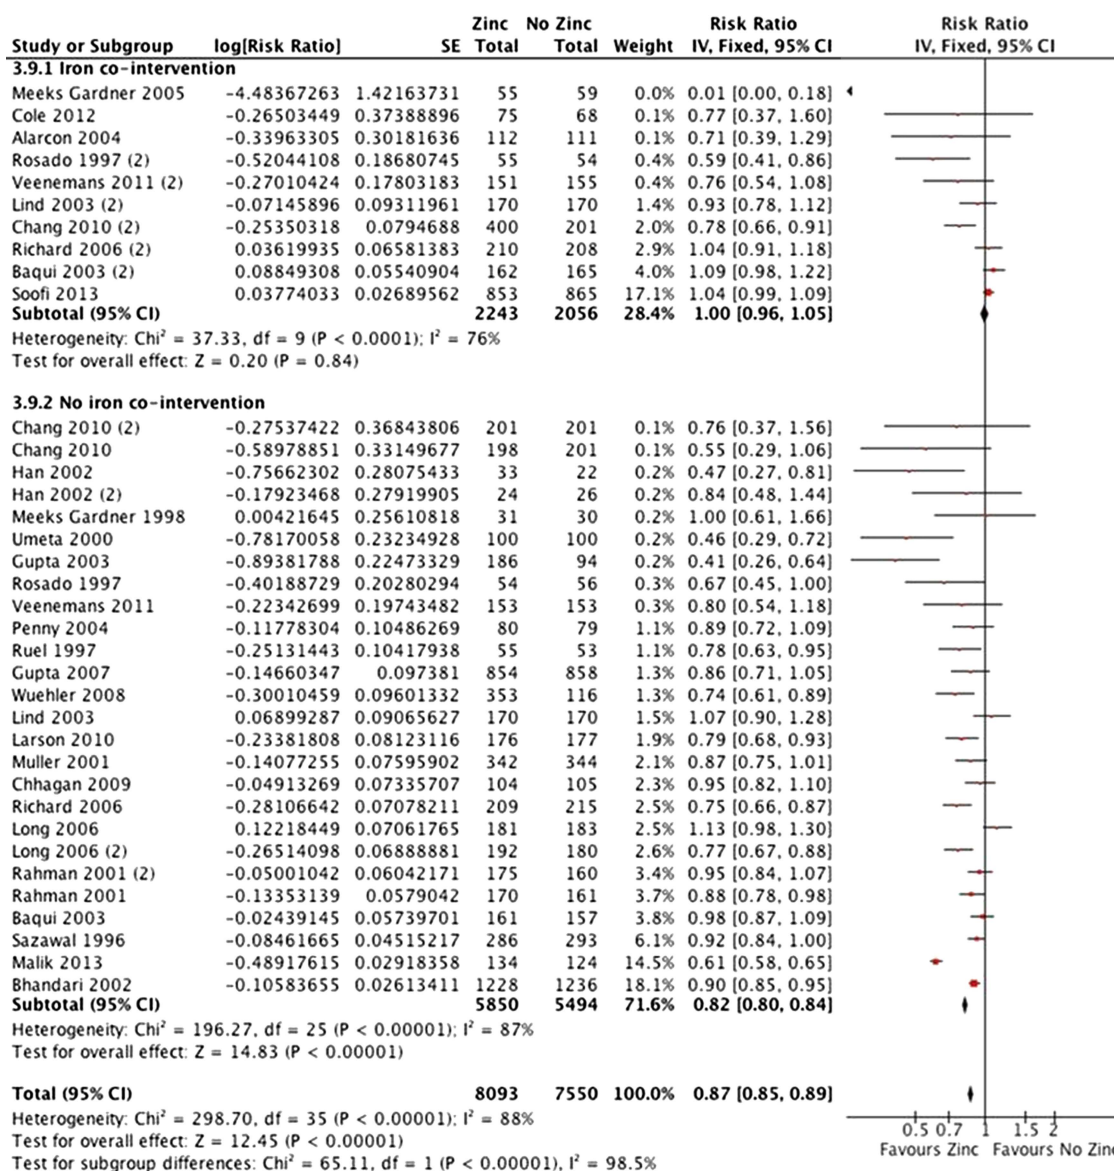 Zinc No Zinc Risk Ratio Risk Ratio
Study or Subgroup log[Risk Ratio] SE Total Total Weight IV, Fixed, 95% CI IV, Fixed, 95% CI
3.9.1 Iron co-intervention
Meeks Gardner 2005 -4.48367263 1.42163731 55 59 0.0% 0.01 [0.00, 0.18]
Cole 2012 -0.26503449 0.37388896 75 68 0.1% 0.77 [0.37, 1.60]
Alarcon 2004 -0.33963305 0.30181636 112 111 0.1% 0.71 [0.39, 1.29]
Rosado 1997 (2) -0.52044108 0.18680745 55 54 0.4% 0.59 [0.41, 0.86]
Veenemans 2011 (2) -0.27010424 0.17803183 151 155 0.4% 0.76 [0.54, 1.08]
Lind 2003 (2) -0.07145896 0.09311961 170 170 1.4% 0.93 [0.78, 1.12]
Chang 2010 (2) -0.25350318 0.0794688 400 201 2.0% 0.78 [0.66, 0.91]
Richard 2006 (2) 0.03619935 0.06581383 210 208 2.9% 1.04 [0.91, 1.18]
Baqui 2003 (2) 0.08849308 0.05540904 162 165 4.0% 1.09 [0.98, 1.22]
Soofi 2013 0.03774033 0.02689562 853 865 17.1% 1.04 [0.99, 1.09]
Subtotal (95% CI) 2243 2056 28.4% 1.00 [0.96, 1.05]
Heterogeneity: Chi² = 37.33, df = 9 (P < 0.0001); I² = 76%
Test for overall effect: Z = 0.20 (P = 0.84)
3.9.2 No iron co-intervention
Chang 2010 (2) -0.27537422 0.36843806 201 201 0.1% 0.76 [0.37, 1.56]
Chang 2010 -0.58978851 0.33149677 198 201 0.1% 0.55 [0.29, 1.06]
Han 2002 -0.75662302 0.28075433 33 22 0.2% 0.47 [0.27, 0.81]
Han 2002 (2) -0.17923468 0.27919905 24 26 0.2% 0.84 [0.48, 1.44]
Meeks Gardner 1998 0.00421645 0.25610818 31 30 0.2% 1.00 [0.61, 1.66]
Umeta 2000 -0.78170058 0.23234928 100 100 0.2% 0.46 [0.29, 0.72]
Gupta 2003 -0.89381788 0.22473329 186 94 0.2% 0.41 [0.26, 0.64]
Rosado 1997 -0.40188729 0.20280294 54 56 0.3% 0.67 [0.45, 1.00]
Veenemans 2011 -0.22342699 0.19743482 153 153 0.3% 0.80 [0.54, 1.18]
Penny 2004 -0.11778304 0.10486269 80 79 1.1% 0.89 [0.72, 1.09]
Ruel 1997 -0.25131443 0.10417938 55 53 1.1% 0.78 [0.63, 0.95]
Gupta 2007 -0.14660347 0.097381 854 858 1.3% 0.86 [0.71, 1.05]
Wuehler 2008 -0.30010459 0.09601332 353 116 1.3% 0.74 [0.61, 0.89]
Lind 2003 0.06899287 0.09065627 170 170 1.5% 1.07 [0.90, 1.28]
Larson 2010 -0.23381808 0.08123116 176 177 1.9% 0.79 [0.68, 0.93]
Muller 2001 -0.14077255 0.07595902 342 344 2.1% 0.87 [0.75, 1.01]
Chhagan 2009 -0.04913269 0.07335707 104 105 2.3% 0.95 [0.82, 1.10]
Richard 2006 -0.28106642 0.07078211 209 215 2.5% 0.75 [0.66, 0.87]
Long 2006 0.12218449 0.07061765 181 183 2.5% 1.13 [0.98, 1.30]
Long 2006 (2) -0.26514098 0.06888881 192 180 2.6% 0.77 [0.67, 0.88]
Rahman 2001 (2) -0.05001042 0.06042171 175 160 3.4% 0.95 [0.84, 1.07]
Rahman 2001 -0.13353139 0.0579042 170 161 3.7% 0.88 [0.78, 0.98]
Baqui 2003 -0.02439145 0.05739701 161 157 3.8% 0.98 [0.87, 1.09]
Sazawal 1996 -0.08461665 0.04515217 286 293 6.1% 0.92 [0.84, 1.00]
Malik 2013 -0.48917615 0.02918358 134 124 14.5% 0.61 [0.58, 0.65]
Bhandari 2002 -0.10583655 0.02613411 1228 1236 18.1% 0.90 [0.85, 0.95]
Subtotal (95% CI) 5850 5494 71.6% 0.82 [0.80, 0.84]
Heterogeneity: Chi² = 196.27, df = 25 (P < 0.00001); I² = 87%
Test for overall effect: Z = 14.83 (P < 0.00001)
Total (95% CI) 8093 7550 100.0% 0.87 [0.85, 0.89]
Heterogeneity: Chi² = 298.70, df = 35 (P < 0.00001); I² = 88%
Test for overall effect: Z = 12.45 (P < 0.00001)
Test for subgroup differences: Chi² = 65.11, df = 1 (P < 0.00001), I² = 98.5%
0.5 0.7 1 1.5 2
Favours Zinc Favours No Zinc